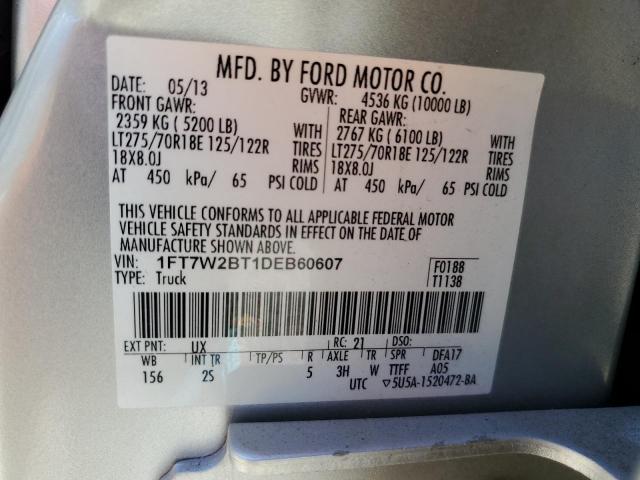 MFD. BY FORD MOTOR CO.
DATE: 05/13 GVWR: 4536 KG (10000 LB)
FRONT GAWR: REAR GAWR:
2359 KG ( 5200 LB) WITH 2767 KG ( 6100 LB) WITH
LT275/70R18E 125/122R TIRES LT275/70R18E 125/122R TIRES
18X8.0J RIMS 18X8.0J RIMS
AT 450 kPa/ 65 PSI COLD AT 450 kPa/ 65 PSI COLD
THIS VEHICLE CONFORMS TO ALL APPLICABLE FEDERAL MOTOR
VEHICLE SAFETY STANDARDS IN EFFECT ON THE DATE OF
MANUFACTURE SHOWN ABOVE.
1FT7W2BT1DEB60607 F0188
TYPE: Truck T1138
EXT PNT: UX RC: 21 DSO:
WB INT TR TP/PS R AXLE TR SPR DFA17
156 2S 5 3H W TTFF A05
UTC ▽5U5A-1520472-BA